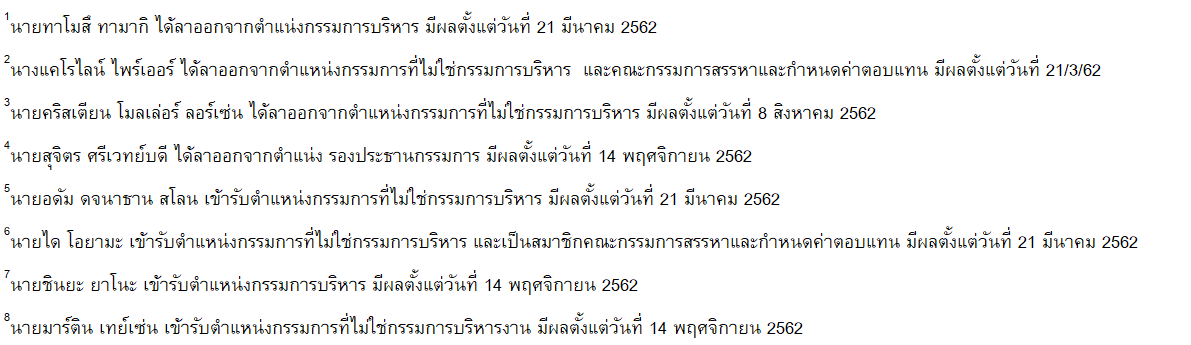 ¹นายทาโมสึ ทามากิ ได้ลาออกจากตำแน่งกรรมการบริหาร มีผลตั้งแต่วันที่ 21 มีนาคม 2562
²นางแคโรไลน์ ไพร์เออร์ ได้ลาออกจากตำแหน่งกรรมการที่ไม่ใช่กรรมการบริหาร และคณะกรรมการสรรหาและกำหนดค่าตอบแทน มีผลตั้งแต่วันที่ 21/3/62
³นายคริสเตียน โมลเล่อร์ ลอร์เซ่น ได้ลาออกจากตำแหน่งกรรมการที่ไม่ใช่กรรมการบริหาร มีผลตั้งแต่วันที่ 8 สิงหาคม 2562
⁴นายสุจิตร ศรีเวทย์บดี ได้ลาออกจากตำแน่ง รองประธานกรรมการ มีผลตั้งแต่วันที่ 14 พฤศจิกายน 2562
⁵นายอดัม ดจนาธาน สโลน เข้ารับตำแหน่งกรรมการที่ไม่ใช่กรรมการบริหาร มีผลตั้งแต่วันที่ 21 มีนาคม 2562
⁶นายได โอยามะ เข้ารับตำแหน่งกรรมการที่ไม่ใช่กรรมการบริหาร และเป็นสมาชิกคณะกรรมการสรรหาและกำหนดค่าตอบแทน มีผลตั้งแต่วันที่ 21 มีนาคม 2562
⁷นายชินยะ ยาโนะ เข้ารับตำแหน่งกรรมการบริหาร มีผลตั้งแต่วันที่ 14 พฤศจิกายน 2562
⁸นายมาร์ติน เทย์เซ่น เข้ารับตำแหน่งกรรมการที่ไม่ใช่กรรมการบริหารงาน มีผลตั้งแต่วันที่ 14 พฤศจิกายน 2562